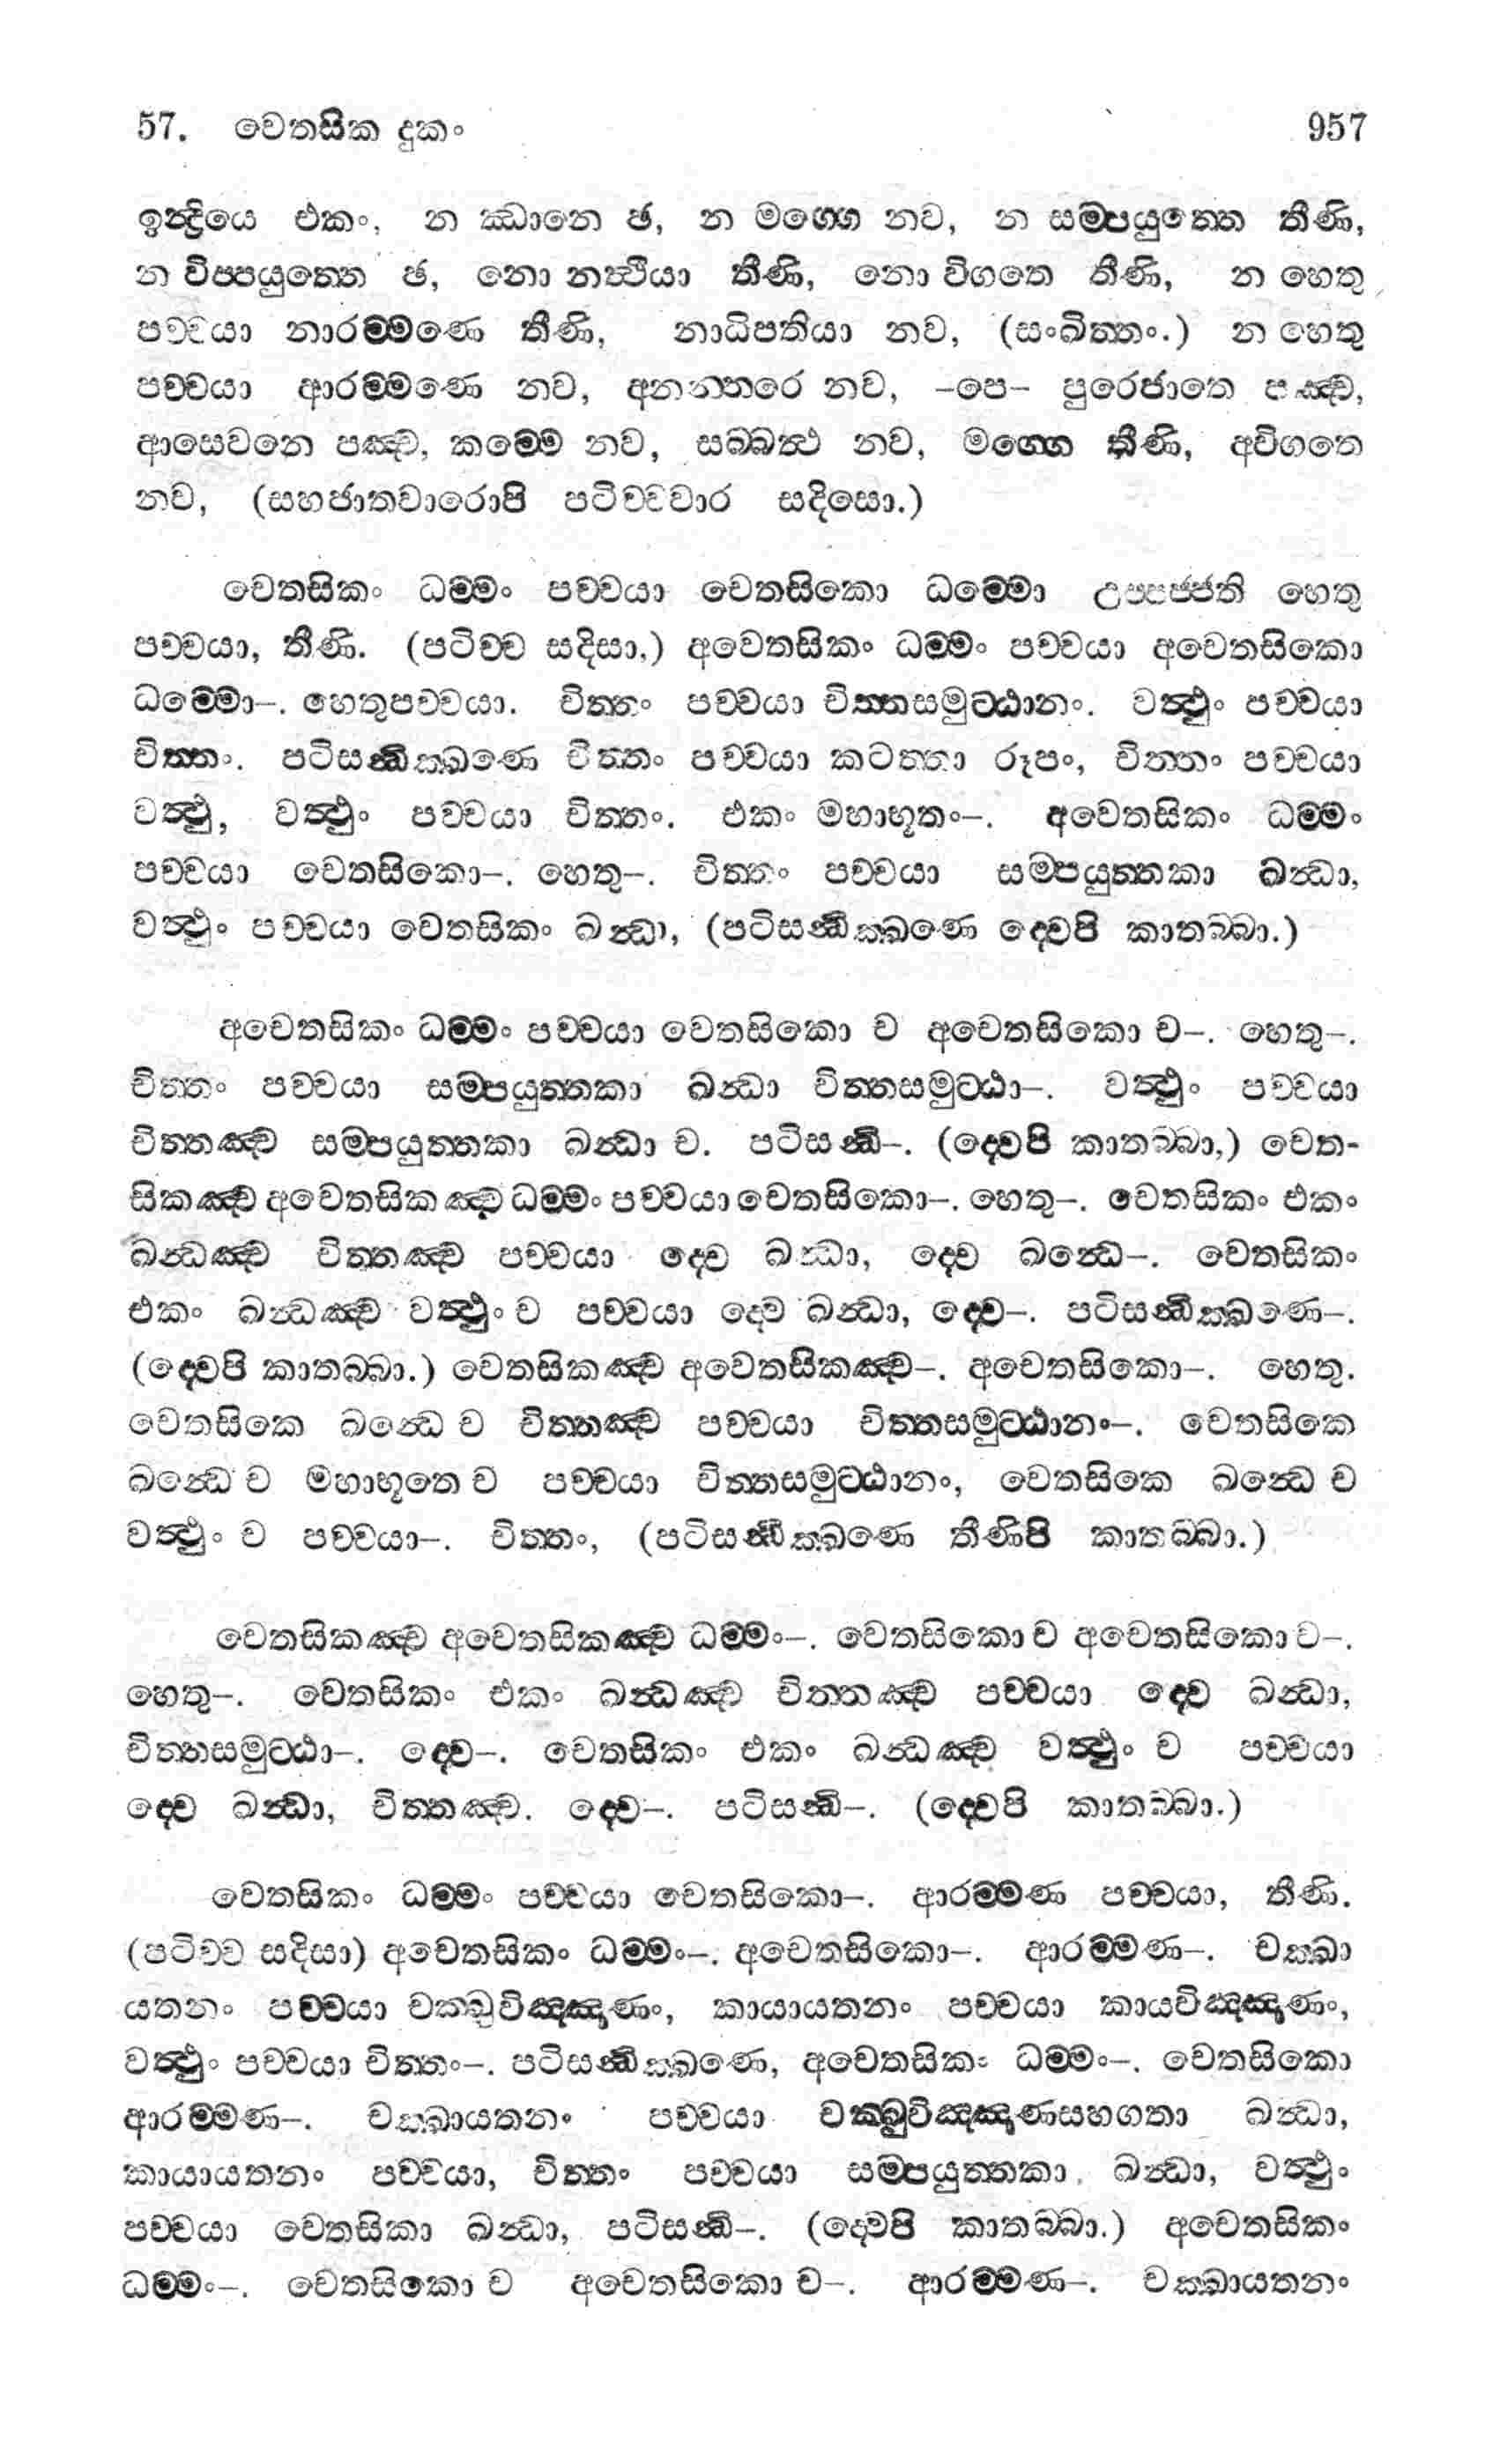 57. චෙතසික දුකං 957
ඉන්ද්‍රියෙ එකං, න ඣානෙ ඡ, න මග්ගෙ නව, න සම්පයුත්තෙ තීණි,
න විප්පයුත්තෙ ඡ, නො නත්ථියා තීණි, නො විගතෙ තීණි, න හෙතු
පච්චයා නාරම්මණෙ තීණි, නාධිපතියා නව, (සංඛිත්තං.) න හෙතු
පච්චයා ආරම්මණෙ නව, අනන්තරෙ නව, –පෙ– පුරෙජාතෙ පඤ්ච,
ආසෙවනෙ පඤ්ච, කම්මෙ නව, සබ්බත්ථ නව, මග්ගෙ තීණි, අවිගතෙ
නව, (සහජාතවාරොපි පටිච්චවාර සදිසො.)
චෙතසිකං ධම්මං පච්චයා චෙතසිකො ධම්මො උප්පජ්ජති හෙතු
පච්චයා, තීණි. (පටිච්ච සදිසා,) අචෙතසිකං ධම්මං පච්චයා අචෙතසිකො
ධම්මො–. හෙතුපච්චයා. චිත්තං පච්චයා චිත්තසමුට්ඨානං. වත්ථුං පච්චයා
චිත්තං. පටිසන්ධික්ඛණෙ චිත්තං පච්චයා කටත්තා රූපං, චිත්තං පච්චයා
වත්ථු, වත්ථුං පච්චයා චිත්තං. එකං මහාභූතං–. අචෙතසිකං ධම්මං
පච්චයා චෙතසිකො–. හෙතු–. චිත්තං පච්චයා සම්පයුත්තකා ඛන්ධා,
වත්ථුං පච්චයා චෙතසිකං ඛන්ධා, (පටිසන්ධික්ඛණෙ ද්වෙපි කාතබ්බා.)
අචෙතසිකං ධම්මං පච්චයා චෙතසිකො ච අචෙතසිකො ච–. හෙතු–.
චිත්තං පච්චයා සම්පයුත්තකා ඛන්ධා චිත්තසමුට්ඨා–. වත්ථුං පච්චයා
චිත්තඤ්ච සම්පයුත්තකා ඛන්ධා ච. පටිසන්ධි–. (ද්වෙපි කාතබ්බා,) චෙත-
සිකඤ්ච අචෙතසිකඤ්ච ධම්මං පච්චයා චෙතසිකො–. හෙතු–. චෙතසිකං එකං
ඛන්ධඤ්ච චිත්තඤ්ච පච්චයා ද්වෙ ඛන්ධා, ද්වෙ ඛන්ධෙ–. චෙතසිකං
එකං ඛන්ධඤ්ච වත්ථුං ච පච්චයා ද්වෙ ඛන්ධා, ද්වෙ–. පටිසන්ධික්ඛණෙ–.
(ද්වෙපි කාතබ්බා.) චෙතසිකඤ්ච අචෙතසිකඤ්ච–. අචෙතසිකො–. හෙතු.
චෙතසිකෙ ඛන්ධෙ ච චිත්තඤ්ච පච්චයා චිත්තසමුට්ඨානං–. චෙතසිකෙ
ඛන්ධෙ ච මහාභූතෙ ච පච්චයා චිත්තසමුට්ඨානං, චෙතසිකෙ ඛන්ධෙ ච
වත්ථුං ච පච්චයා–. චිත්තං, (පටිසන්ධික්ඛණෙ තීණිපි කාතබ්බා.)
චෙතසිකඤ්ච අචෙතසිකඤ්ච ධම්මං–. චෙතසිකො ච අචෙතසිකො ච–.
හෙතු–. චෙතසිකං එකං ඛන්ධඤ්ච චිත්තඤ්ච පච්චයා ද්වෙ ඛන්ධා,
චිත්තසමුට්ඨා–. ද්වෙ–. චෙතසිකං එකං ඛන්ධඤ්ච වත්ථුං ච පච්චයා
ද්වෙ ඛන්ධා, චිත්තඤ්ච. ද්වෙ–. පටිසන්ධි–. (ද්වෙපි කාතබ්බා.)
චෙතසිකං ධම්මං පච්චයා චෙතසිකො–. ආරම්මණ පච්චයා, තීණි.
(පටිච්ච සදිසා) අචෙතසිකං ධම්මං–. අචෙතසිකො–. ආරම්මණ–. චක්ඛා
යතනං පච්චයා චක්ඛුවිඤ්ඤාණං, කායායතනං පච්චයා කායවිඤ්ඤාණං,
වත්ථුං පච්චයා චිත්තං–. පටිසන්ධික්ඛණෙ, අචෙතසිකං ධම්මං–. චෙතසිකො
ආරම්මණ–. චක්ඛායතනං පච්චයා චක්ඛුවිඤ්ඤාණසහගතා ඛන්ධා,
කායායතනං පච්චයා, චිත්තං පච්චයා සම්පයුත්තකා ඛන්ධා, වත්ථුං
පච්චයා චෙතසිකා ඛන්ධා, පටිසන්ධි–. (ද්වෙපි කාතබ්බා.) අචෙතසිකං
ධම්මං–. චෙතසිකො ච අචෙතසිකො ච–. ආරම්මණ–. චක්ඛායතනං